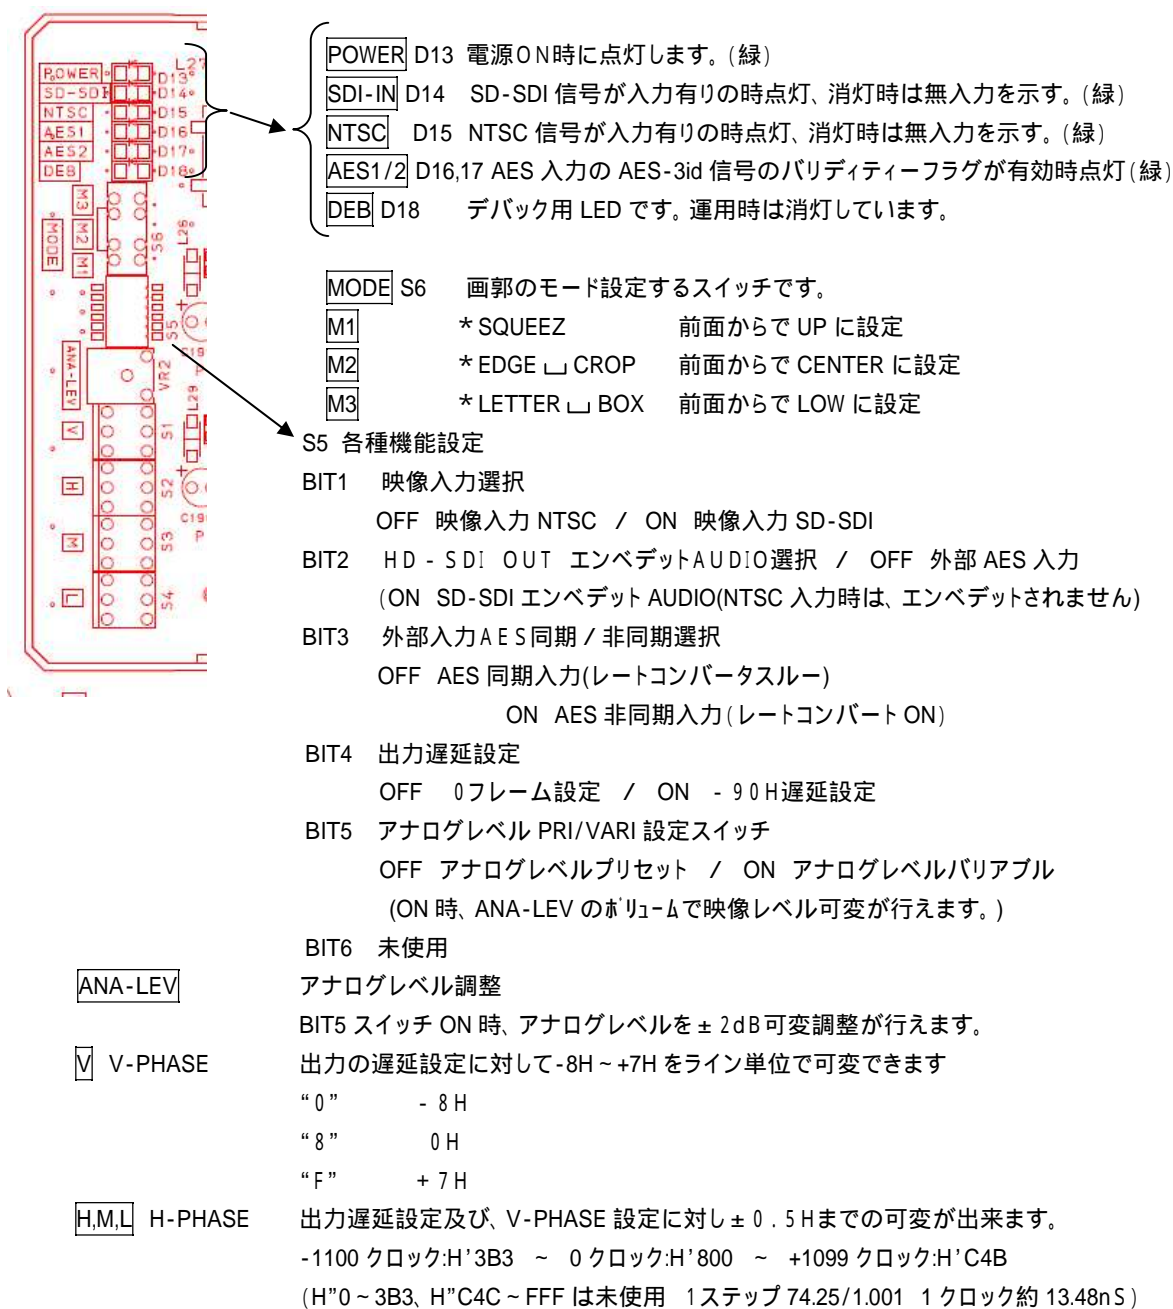 POWER D13 電源ON時に点灯します。(緑)
SDI-IN D14 SD-SDI 信号が入力有りの時点灯、消灯時は無入力を示す。(緑)
NTSC D15 NTSC 信号が入力有りの時点灯、消灯時は無入力を示す。(緑)
AES1/2 D16,17 AES 入力の AES-3id 信号のバリディティーフラグが有効時点灯(緑)
DEB D18 デバック用 LED です。運用時は消灯しています。
POWER D13
SD-SDI D14
NTSC D15
AES1 D16
AES2 D17
DEB D18
L27
M3
M2
M1
MODE
S6
L26
S5
C19
ANA-LEV
VR2
L29
V S1
H S2
C19
M S3
P
L S4
MODE S6 画郭のモード設定するスイッチです。
M1 *SQUEEZ 前面からで UP に設定
M2 *EDGE ␣ CROP 前面からで CENTER に設定
M3 *LETTER ␣ BOX 前面からで LOW に設定
S5 各種機能設定
BIT1 映像入力選択
OFF 映像入力 NTSC / ON 映像入力 SD-SDI
BIT2 HD-SDI OUT エンベデットAUDIO選択 / OFF 外部 AES 入力
(ON SD-SDI エンベデット AUDIO(NTSC 入力時は、エンベデットされません)
BIT3 外部入力AES同期/非同期選択
OFF AES 同期入力(レートコンバータスルー)
ON AES 非同期入力(レートコンバート ON)
BIT4 出力遅延設定
OFF 0フレーム設定 / ON -90H遅延設定
BIT5 アナログレベル PRI/VARI 設定スイッチ
OFF アナログレベルプリセット / ON アナログレベルバリアブル
(ON 時、ANA-LEV のﾎﾞﾘｭｰﾑで映像レベル可変が行えます。)
BIT6 未使用
ANA-LEV アナログレベル調整
BIT5 スイッチ ON 時、アナログレベルを±2dB可変調整が行えます。
V V-PHASE 出力の遅延設定に対して-8H~+7H をライン単位で可変できます
“0” -8H
“8” 0H
“F” +7H
H,M,L H-PHASE 出力遅延設定及び、V-PHASE 設定に対し±0.5Hまでの可変が出来ます。
-1100 クロック:H’3B3 ~ 0 クロック:H’800 ~ +1099 クロック:H’C4B
(H”0~3B3、H”C4C~FFF は未使用 1ステップ 74.25/1.001 1 クロック約 13.48nS)